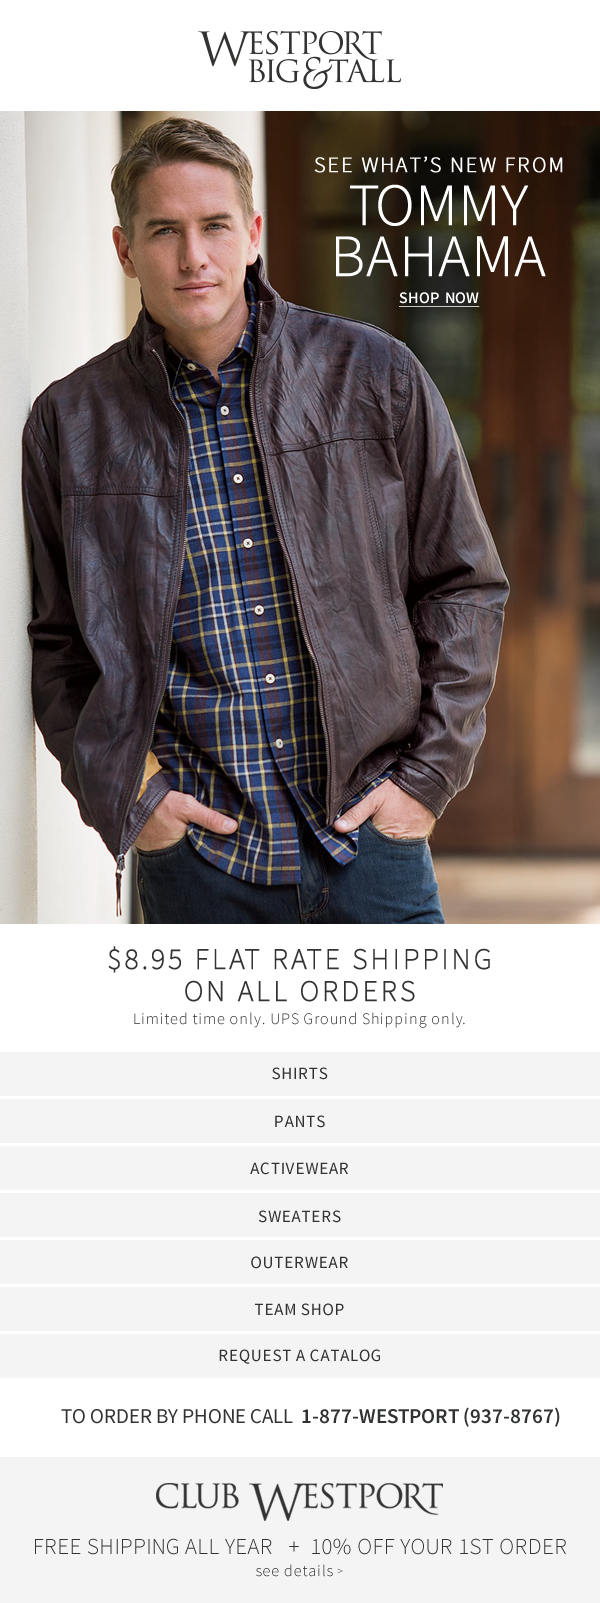 WESTPORT
BIG&TALL
SEE WHAT'S NEW FROM
TOMMY
BAHAMA
SHOP NOW
$8.95 FLAT RATE SHIPPING
ON ALL ORDERS
Limited time only. UPS Ground Shipping only.
SHIRTS
PANTS
ACTIVEWEAR
SWEATERS
OUTERWEAR
TEAM SHOP
REQUEST A CATALOG
TO ORDER BY PHONE CALL 1-877-WESTPORT (937-8767)
CLUB WESTPORT
FREE SHIPPING ALL YEAR + 10% OFF YOUR 1ST ORDER
see details >